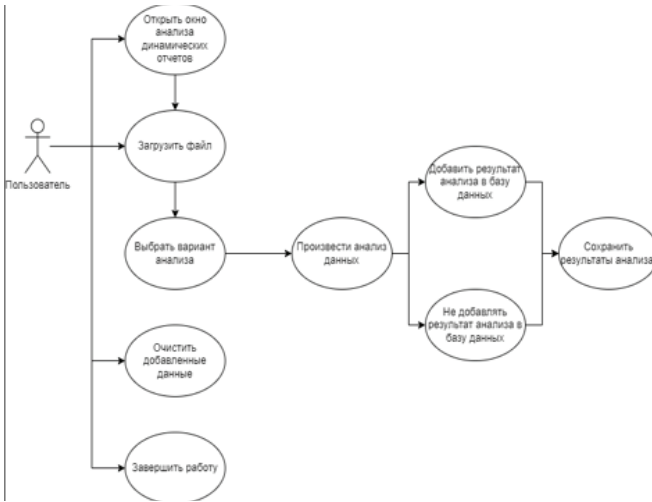 Открыть окно
анализа
динамических
отчетов
Загрузить файл
Пользователь
Выбрать вариант
анализа
Произвести анализ
данных
Добавить результат
анализа в базу
данных
Не добавлять
результат анализа в
базу данных
Сохранить
результаты анализа
Очистить
добавленные
данные
Завершить работу